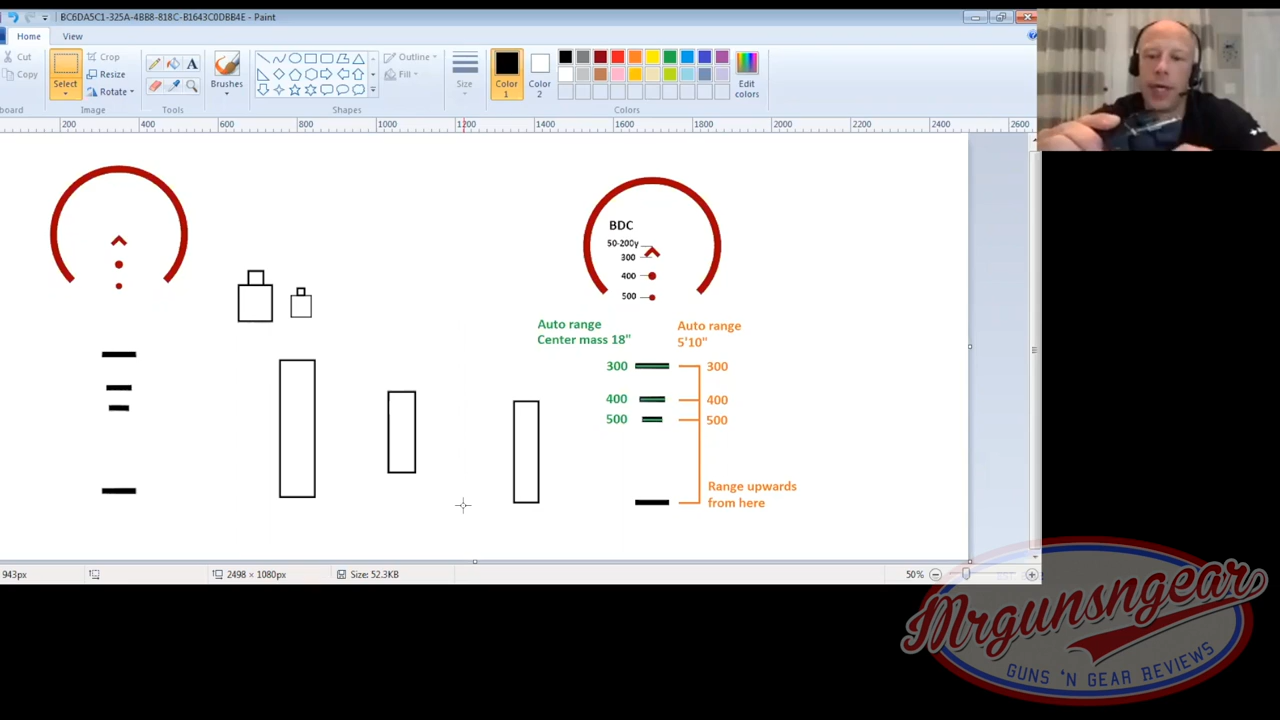 BC6DA5C1-325A-4BB8-818C-B1643C0DBB4E - Paint
Home View
Cut
Copy
Crop
Resize
Rotate
Select
Brushes
Outline
Fill
Size
Color 1
Color 2
Edit colors
Image
Tools
Shapes
Colors
200 400 600 800 1000 1200 1400 1600 1800 2000 2200 2400 2600
BDC
50-200y
300
400
500
Auto range
Center mass 18"
Auto range
5'10"
300 300
400 400
500 500
Range upwards
from here
943px
2498 × 1080px
Size: 52.3KB
50%
Mrgunsngear
GUNS 'N GEAR REVIEWS